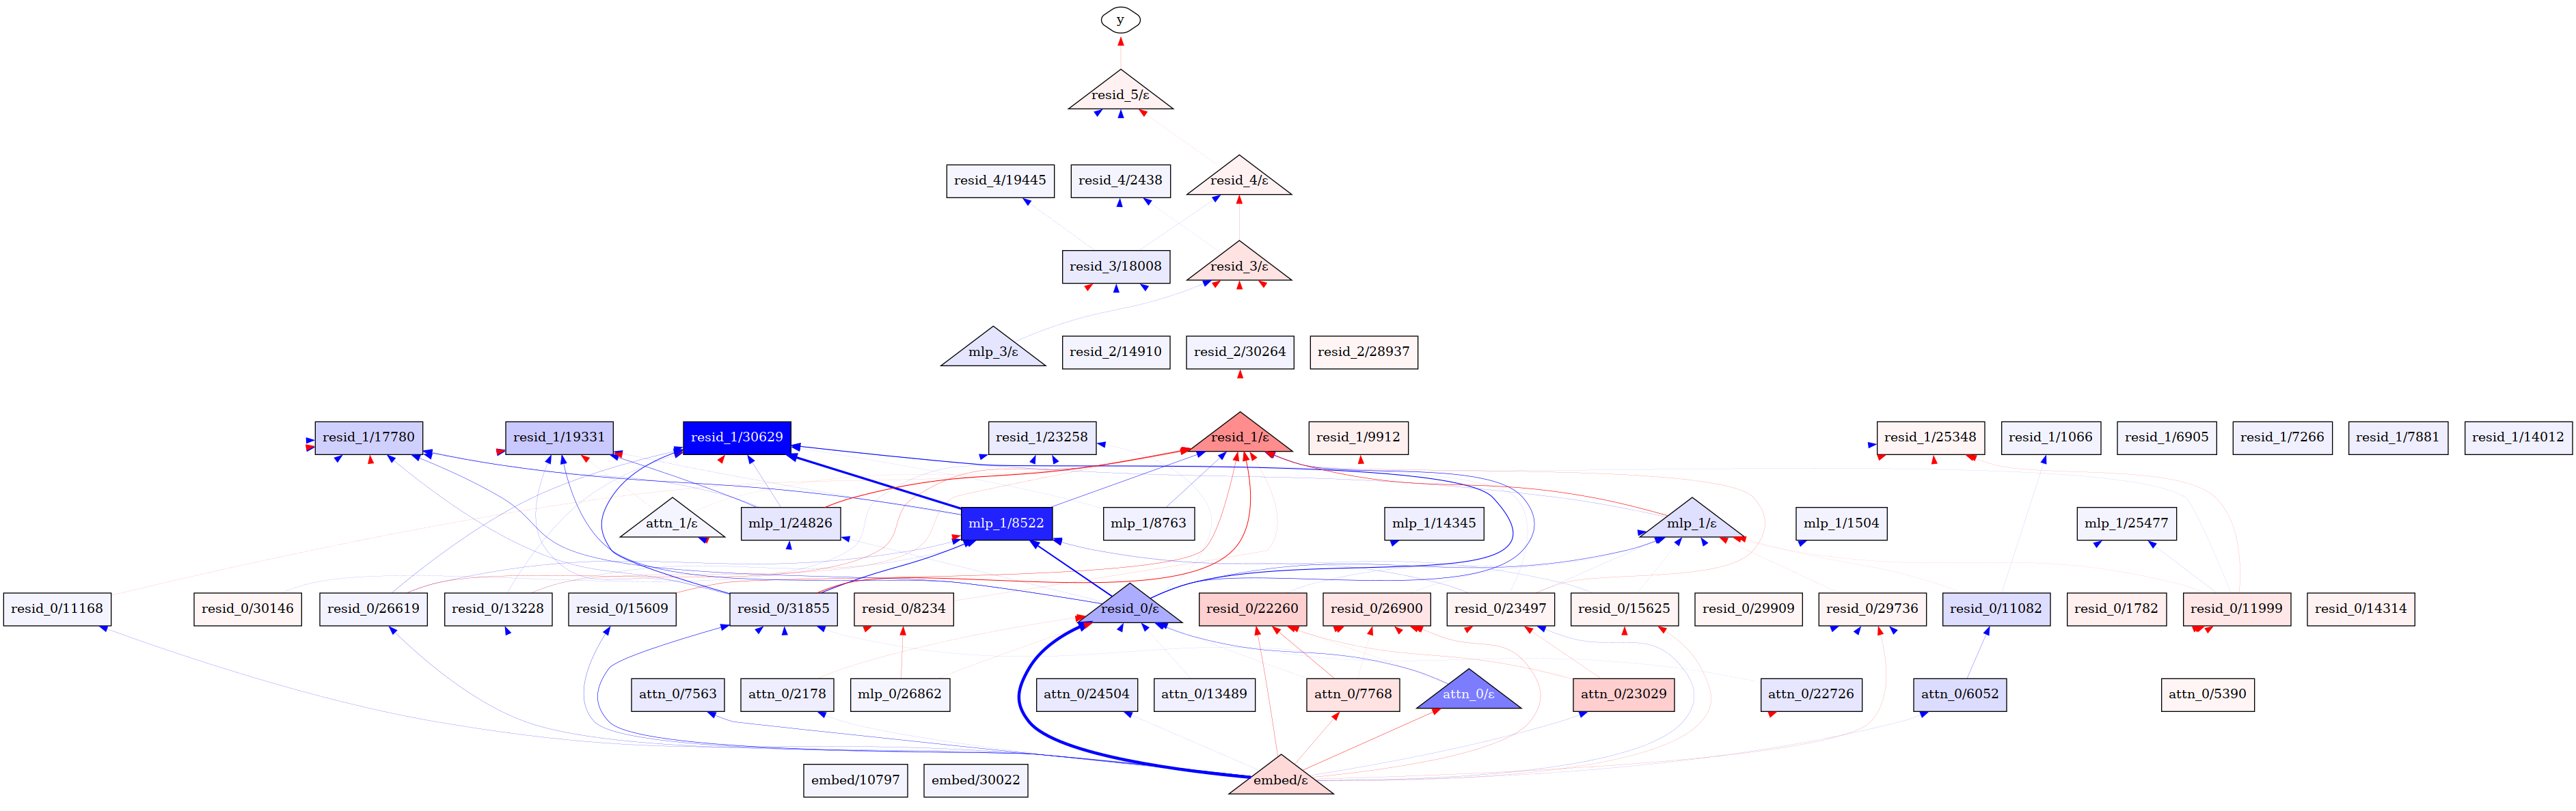 y
resid_5/ε
resid_4/19445
resid_4/2438
resid_4/ε
resid_3/18008
resid_3/ε
mlp_3/ε
resid_2/14910
resid_2/30264
resid_2/28937
resid_1/17780
resid_1/19331
resid_1/30629
resid_1/23258
resid_1/ε
resid_1/9912
resid_1/25348
resid_1/1066
resid_1/6905
resid_1/7266
resid_1/7881
resid_1/14012
attn_1/ε
mlp_1/24826
mlp_1/8522
mlp_1/8763
mlp_1/14345
mlp_1/ε
mlp_1/1504
mlp_1/25477
resid_0/11168
resid_0/30146
resid_0/26619
resid_0/13228
resid_0/15609
resid_0/31855
resid_0/8234
resid_0/ε
resid_0/22260
resid_0/26900
resid_0/23497
resid_0/15625
resid_0/29909
resid_0/29736
resid_0/11082
resid_0/1782
resid_0/11999
resid_0/14314
attn_0/7563
attn_0/2178
mlp_0/26862
attn_0/24504
attn_0/13489
attn_0/7768
attn_0/ε
attn_0/23029
attn_0/22726
attn_0/6052
attn_0/5390
embed/10797
embed/30022
embed/ε